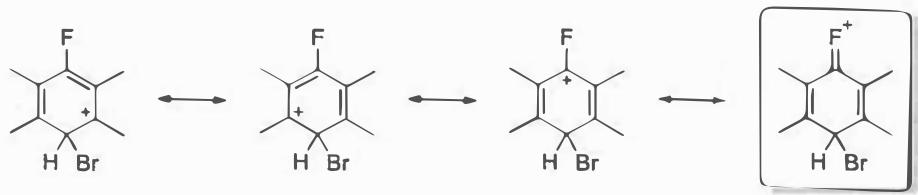 F F F F+
+ + +
H Br H Br H Br H Br